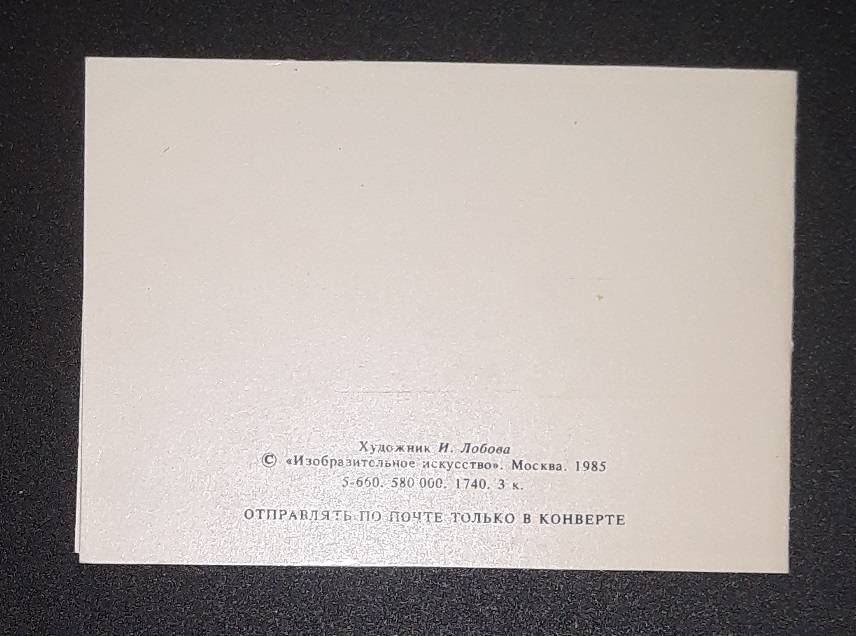 Художник И. Лобова
© «Изобразительное искусство». Москва. 1985
5-660. 580 000. 1740. 3 к.
ОТПРАВЛЯТЬ ПО ПОЧТЕ ТОЛЬКО В КОНВЕРТЕ